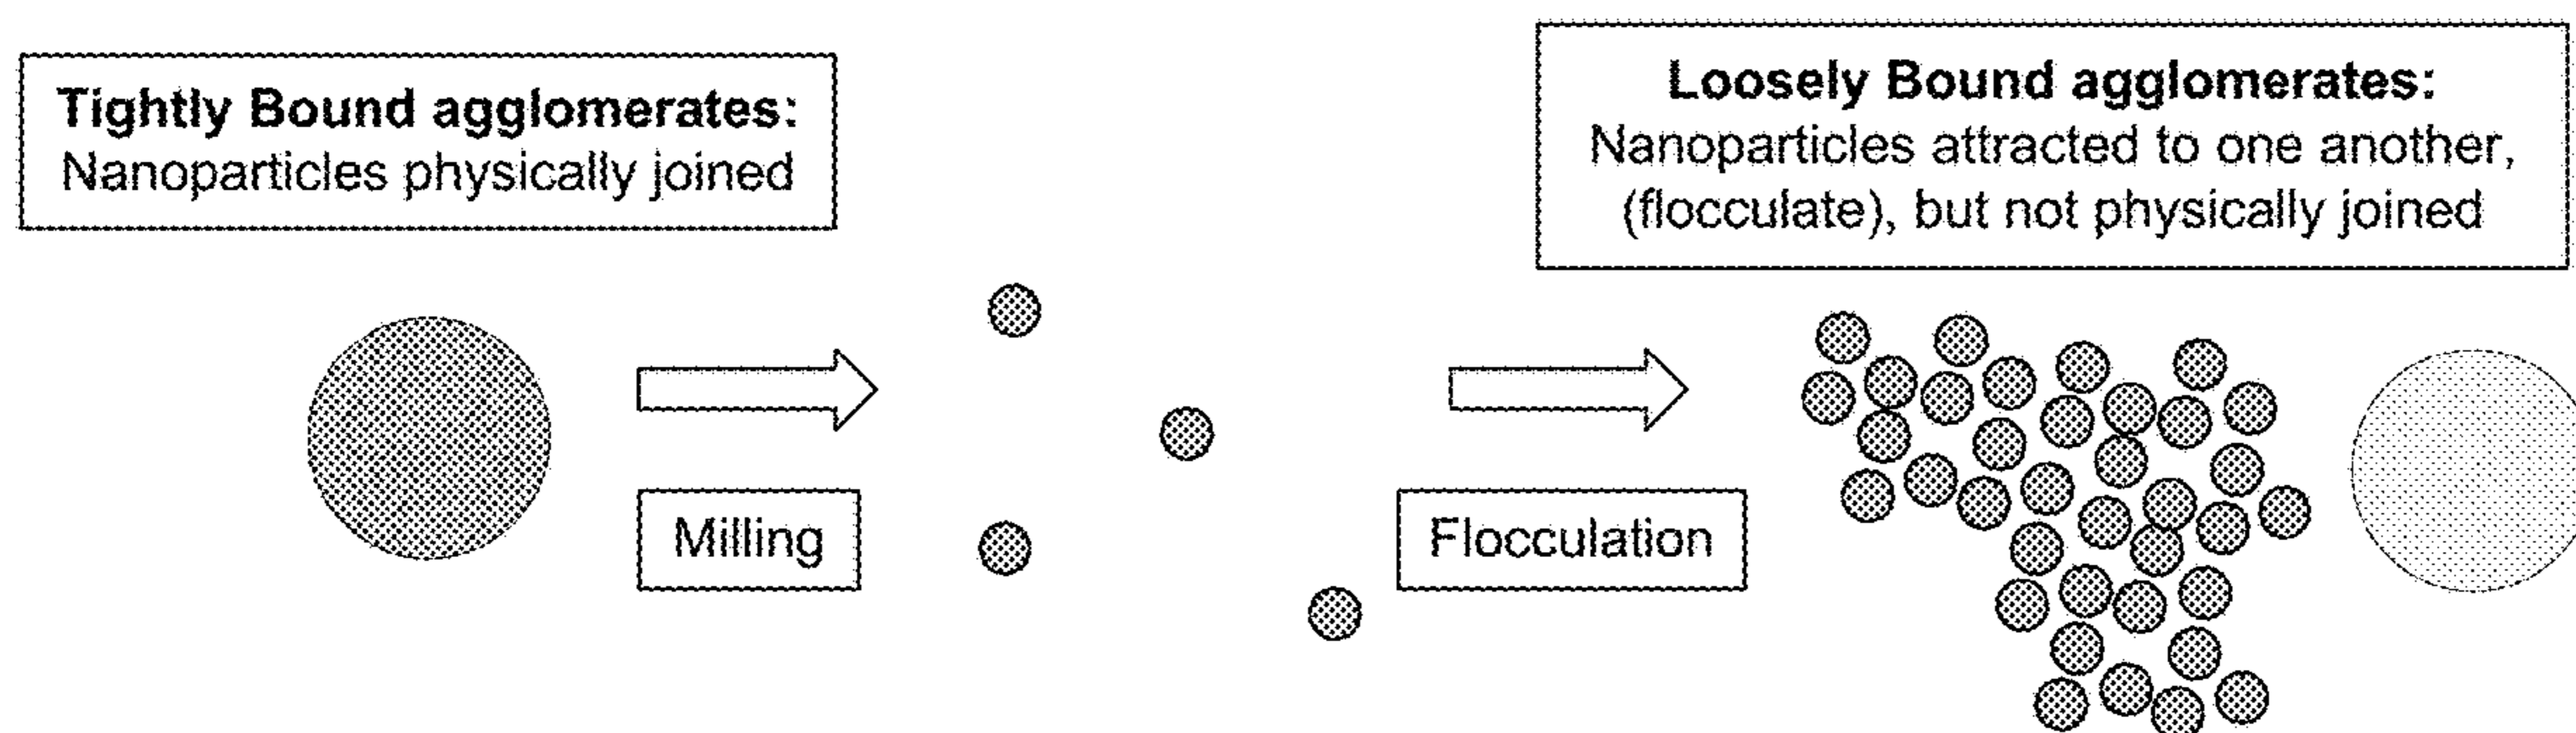 Tightly Bound agglomerates:
Nanoparticles physically joined
Loosely Bound agglomerates:
Nanoparticles attracted to one another,
(flocculate), but not physically joined
Milling
Flocculation